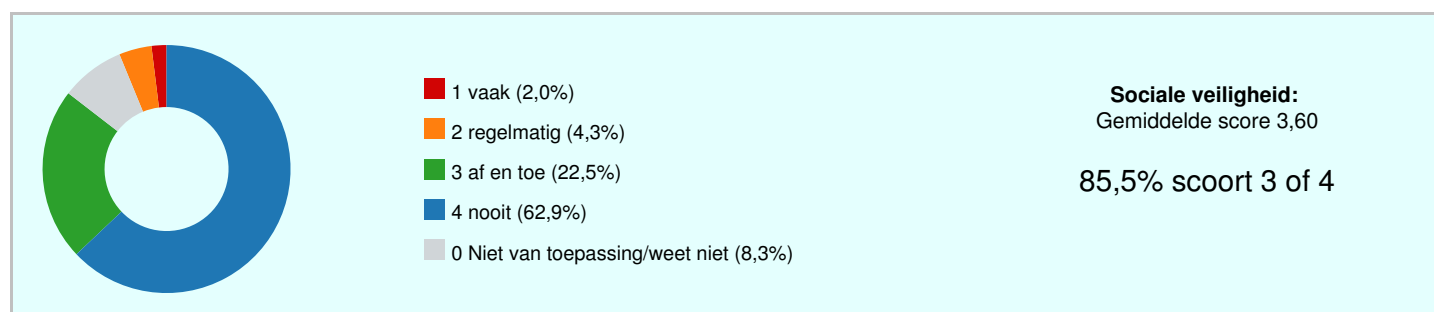 1 vaak (2,0%)
2 regelmatig (4,3%)
3 af en toe (22,5%)
4 nooit (62,9%)
0 Niet van toepassing/weet niet (8,3%)
Sociale veiligheid:
Gemiddelde score 3,60
85,5% scoort 3 of 4